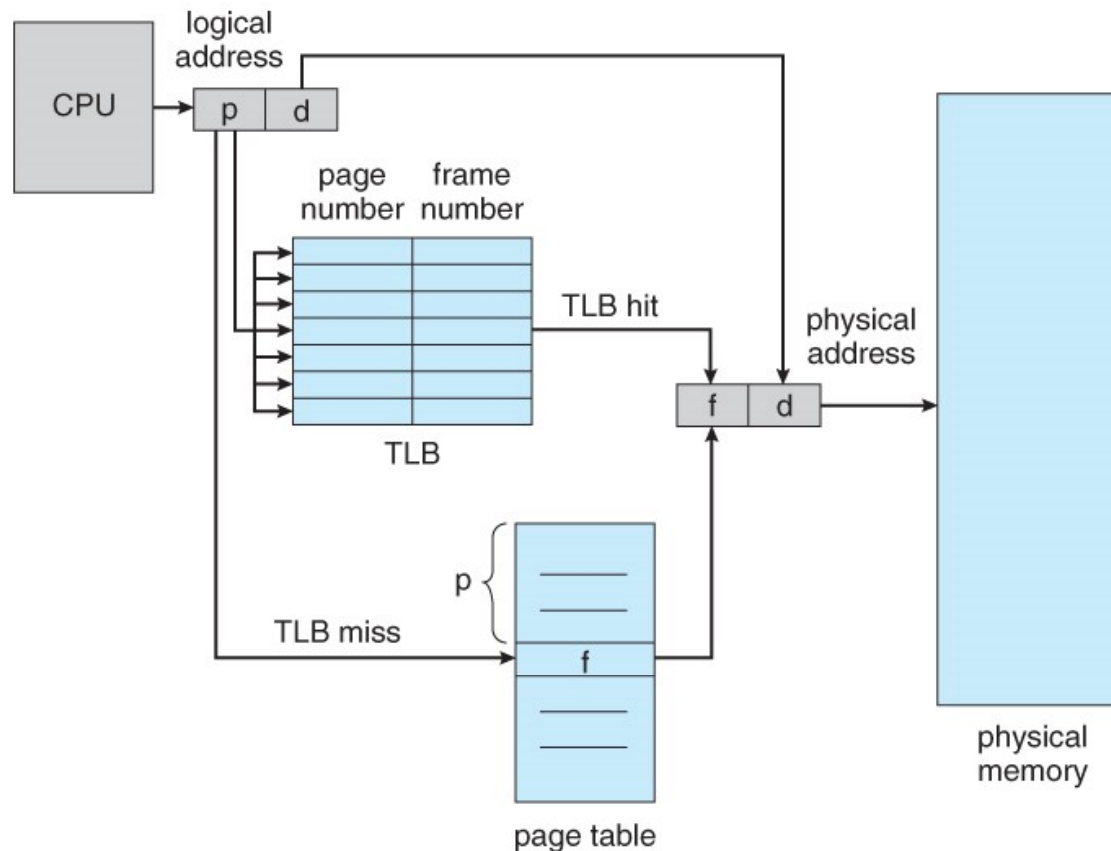 logical
address
CPU
p
d
page
number
frame
number
TLB hit
TLB
physical
address
f
d
p
TLB miss
f
page table
physical
memory